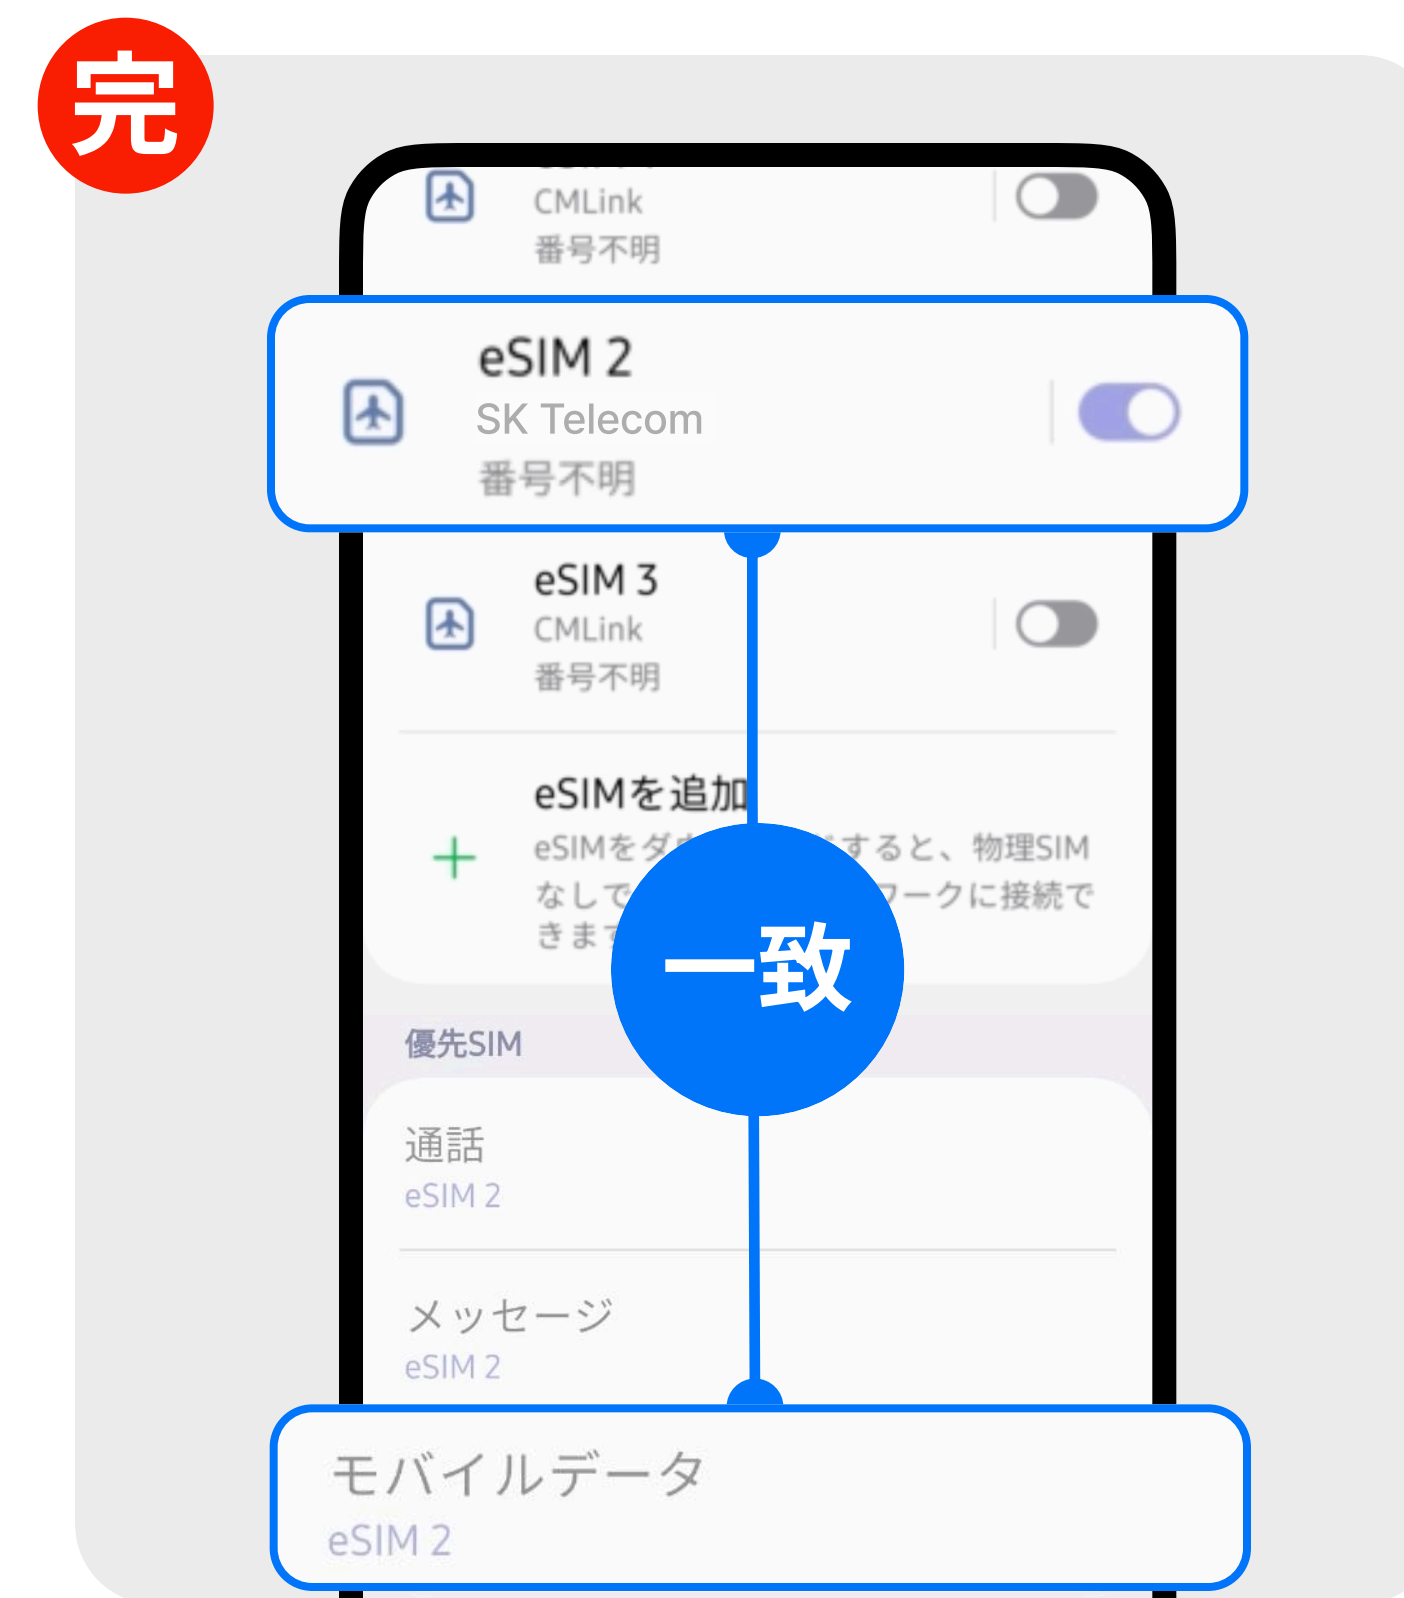 完
CMLink
番号不明
eSIM 2
SK Telecom
番号不明
eSIM 3
CMLink
番号不明
eSIMを追加
eSIMをダ すると、物理SIM
なしで ワークに接続で
きます
一致
優先SIM
通話
eSIM 2
メッセージ
eSIM 2
モバイルデータ
eSIM 2